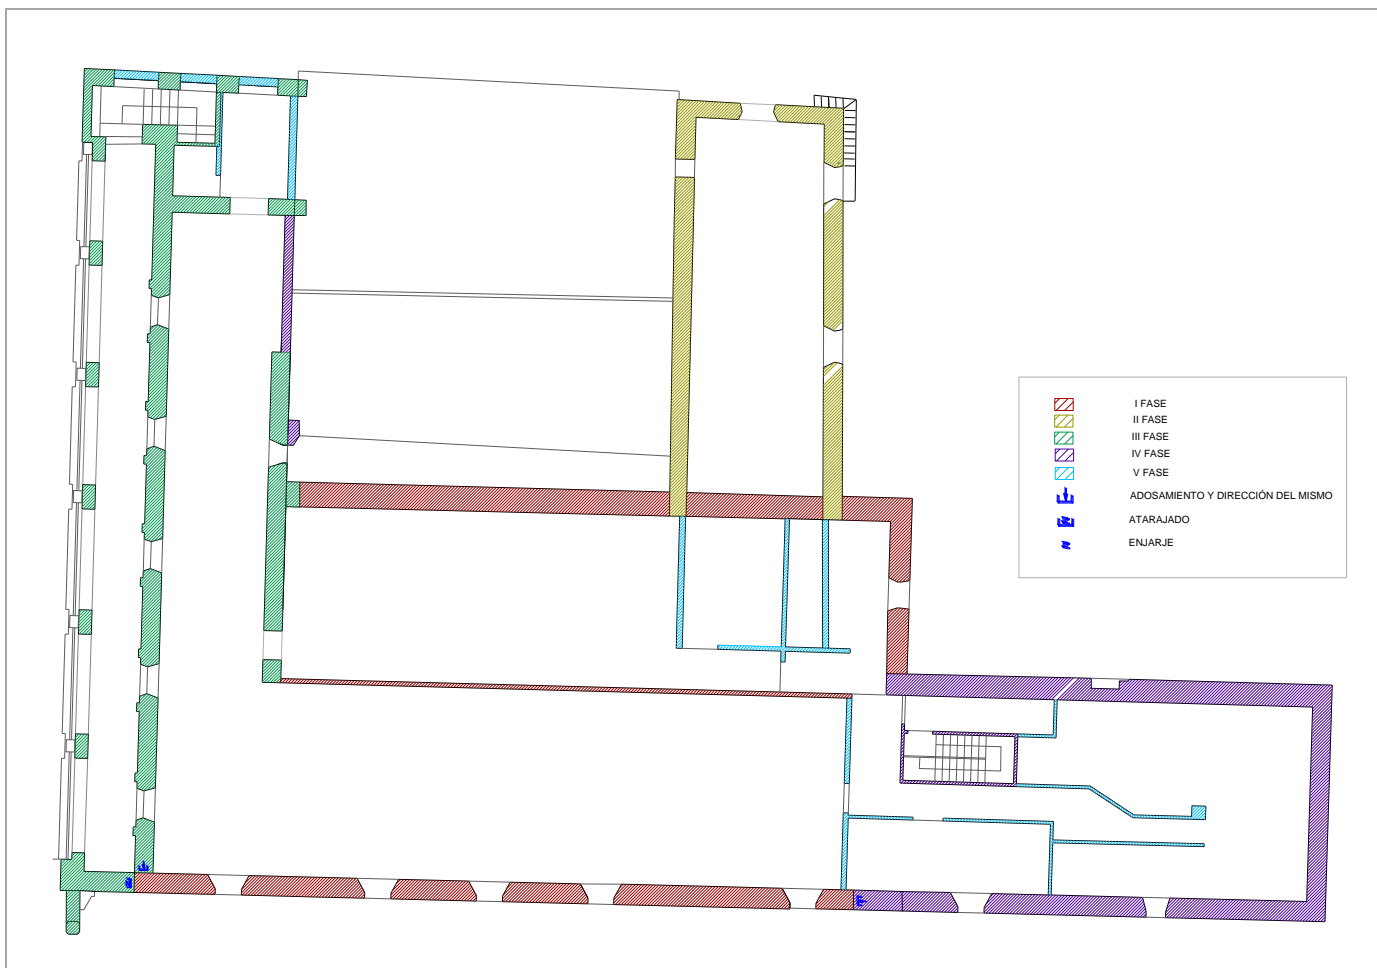 I FASE
II FASE
III FASE
IV FASE
V FASE
ADOSAMIENTO Y DIRECCIÓN DEL MISMO
ATARAJADO
ENJARJE